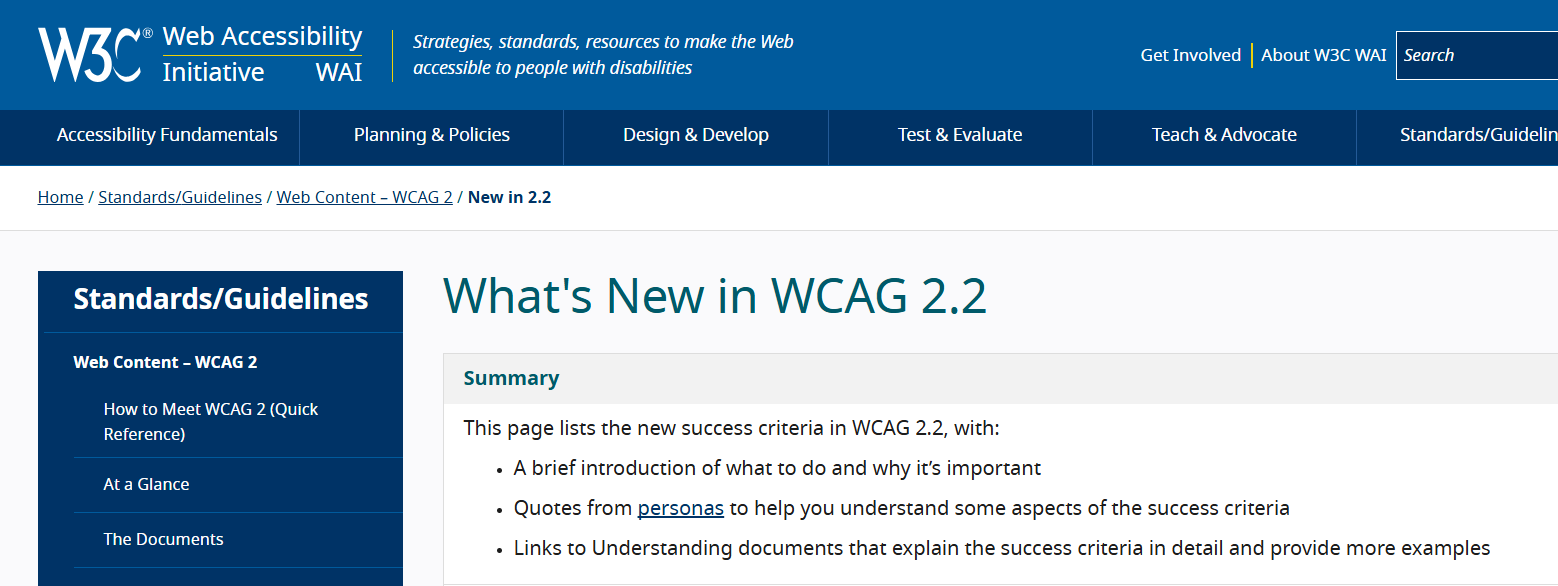 W3C® Web Accessibility
Initiative WAI
Strategies, standards, resources to make the Web
accessible to people with disabilities
Get Involved
About W3C WAI
Search
Accessibility Fundamentals
Planning & Policies
Design & Develop
Test & Evaluate
Teach & Advocate
Standards/Guidelin
Home / Standards/Guidelines / Web Content – WCAG 2 / New in 2.2
Standards/Guidelines
Web Content – WCAG 2
How to Meet WCAG 2 (Quick
Reference)
At a Glance
The Documents
What's New in WCAG 2.2
Summary
This page lists the new success criteria in WCAG 2.2, with:
• A brief introduction of what to do and why it’s important
• Quotes from personas to help you understand some aspects of the success criteria
• Links to Understanding documents that explain the success criteria in detail and provide more examples